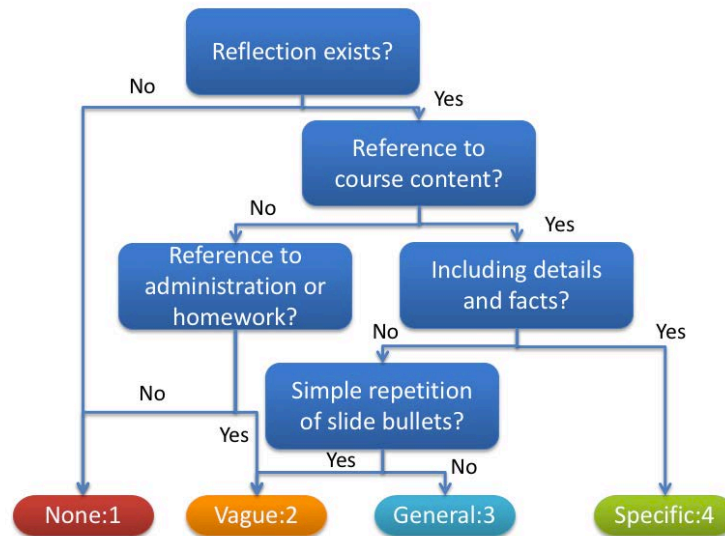 Reflection exists?
No
Yes
Reference to
course content?
No
Yes
Reference to
administration or
homework?
Including details
and facts?
No
Yes
Simple repetition
of slide bullets?
No
Yes
Yes
No
None:1
Vague:2
General:3
Specific:4